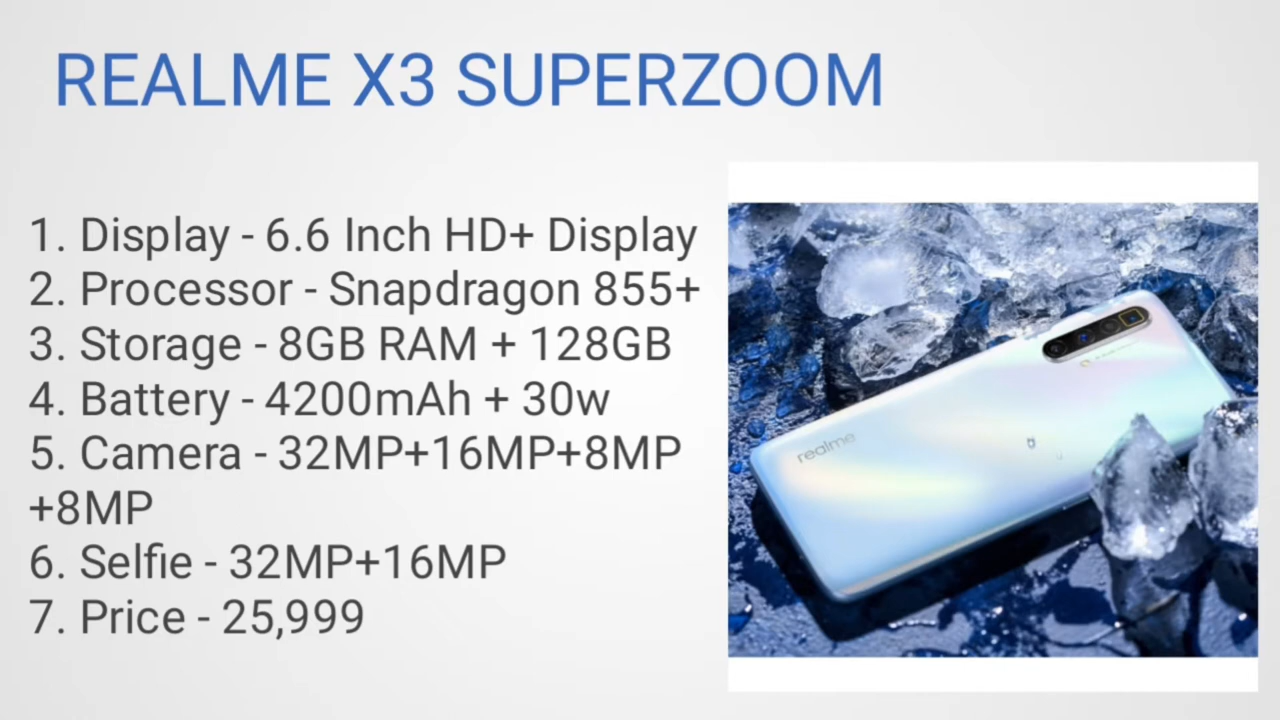 REALME X3 SUPERZOOM
1. Display - 6.6 Inch HD+ Display
2. Processor - Snapdragon 855+
3. Storage - 8GB RAM + 128GB
4. Battery - 4200mAh + 30w
5. Camera - 32MP+16MP+8MP
+8MP
6. Selfie - 32MP+16MP
7. Price - 25,999
realme